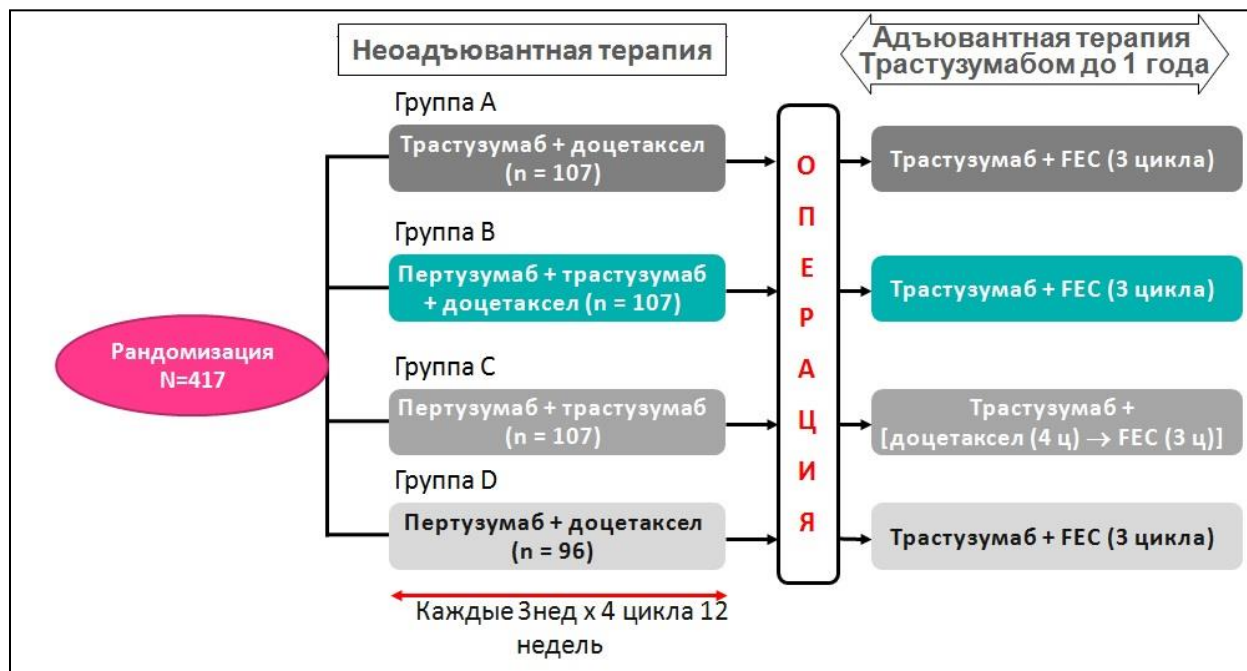 Неоадъювантная терапия
Адъювантная терапия
Трастузумабом до 1 года
Группа А
Трастузумаб + доцетаксел
(n = 107)
Трастузумаб + FEC (3 цикла)
Группа В
Пертузумаб + трастузумаб
+ доцетаксел (n = 107)
Трастузумаб + FEC (3 цикла)
Рандомизация
N=417
Группа С
Пертузумаб + трастузумаб
(n = 107)
Трастузумаб +
[доцетаксел (4 ц) → FEC (3 ц)]
Группа D
Пертузумаб + доцетаксел
(n = 96)
Трастузумаб + FEC (3 цикла)
ОПЕРАЦИЯ
Каждые 3нед х 4 цикла 12
недель